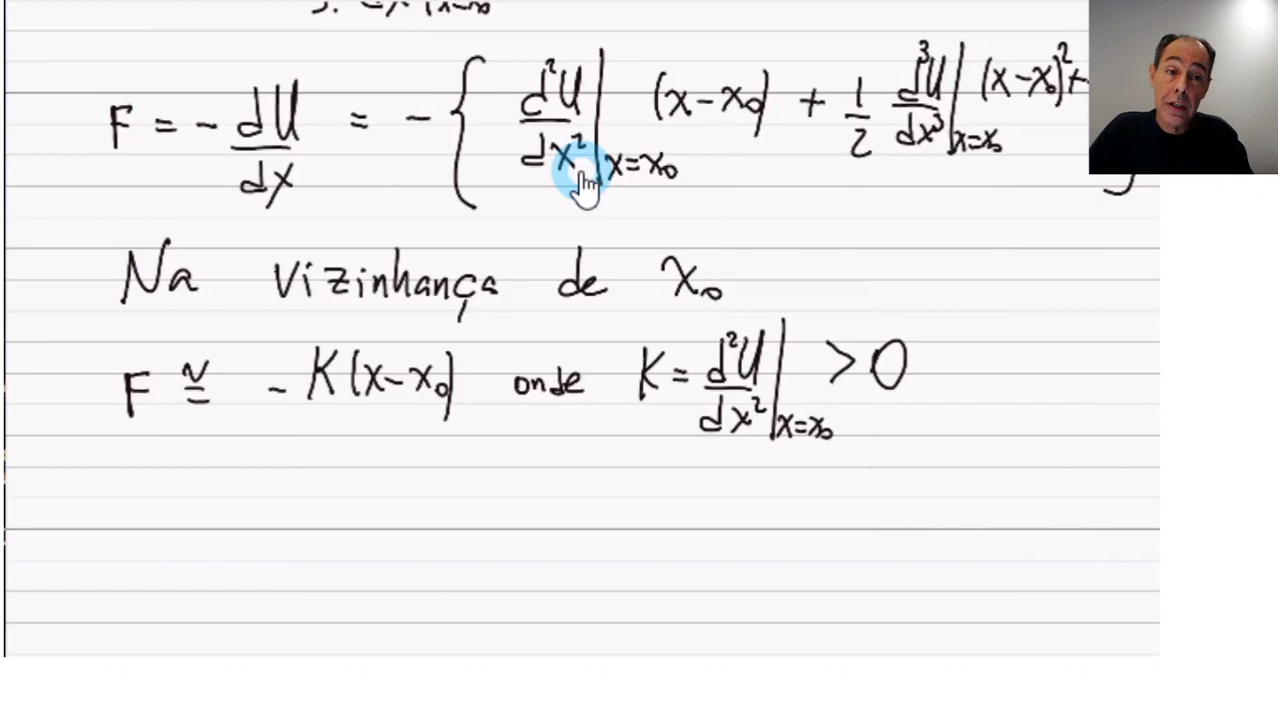 F = - dU/dx = - { d²U/dx² |x=x₀ (x-x₀) + 1/2 d³U/dx³ |x=x₀ (x-x₀)² +
Na vizinhança de x₀
F ≅ - K(x-x₀) onde K = d²U/dx² |x=x₀ > 0